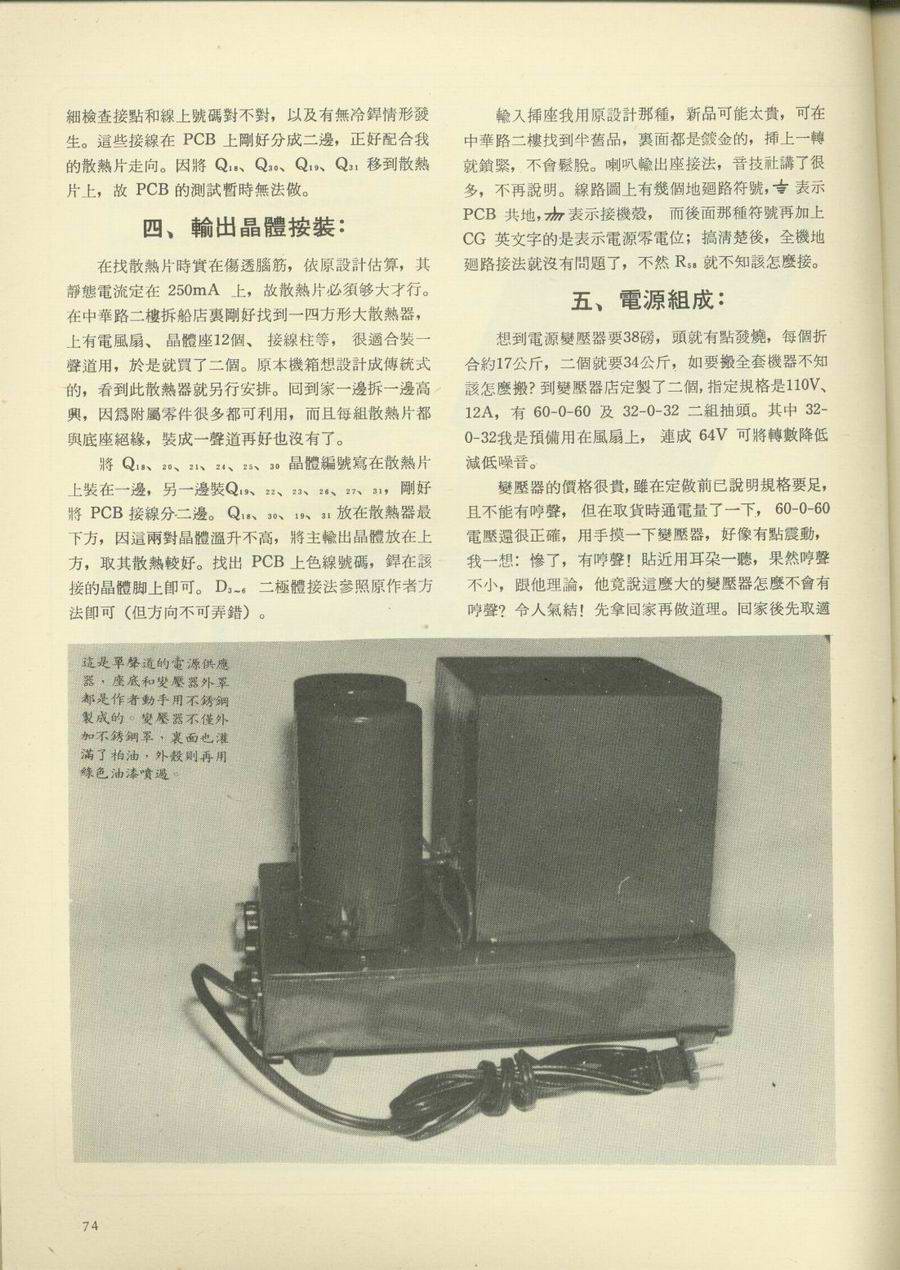 細檢查接點和線上號碼對不對，以及有無冷銲情形發
生。這些接線在 PCB 上剛好分成二邊，正好配合我
的散熱片走向。因將 Q₁₈、Q₃₀、Q₁₉、Q₃₁ 移到散熱
片上，故 PCB 的測試暫時無法做。
四、輸出晶體按裝：
在找散熱片時實在傷透腦筋，依原設計估算，其
靜態電流定在 250mA 上，故散熱片必須够大才行。
在中華路二樓拆船店裏剛好找到一四方形大散熱器，
上有電風扇、晶體座12個、接線柱等，很適合裝一
聲道用，於是就買了二個。原本機箱想設計成傳統式
的，看到此散熱器就另行安排。回到家一邊拆一邊高
興，因爲附屬零件很多都可利用，而且每組散熱片都
與底座絕緣，裝成一聲道再好也沒有了。
將 Q₁₈、₂₀、₂₁、₂₄、₂₅、₃₀ 晶體編號寫在散熱片
上裝在一邊，另一邊裝Q₁₉、₂₂、₂₃、₂₆、₂₇、₃₁，剛好
將 PCB 接線分二邊。Q₁₈、₃₀、₁₉、₃₁ 放在散熱器最
下方，因這兩對晶體溫升不高，將主輸出晶體放在上
方，取其散熱較好。找出 PCB 上色線號碼，銲在該
接的晶體脚上卽可。D₃~₆ 二極體接法參照原作者方
法卽可（但方向不可弄錯）。
輸入揷座我用原設計那種，新品可能太貴，可在
中華路二樓找到半舊品，裏面都是鍍金的，揷上一轉
就鎖緊，不會鬆脫。喇叭輸出座接法，音技社講了很
多，不再說明。線路圖上有幾個地廻路符號，⏚ 表示
PCB 共地，表示接機殼，而後面那種符號再加上
CG 英文字的是表示電源零電位；搞淸楚後，全機地
廻路接法就沒有問題了，不然 R₅₈ 就不知該怎麽接。
五、電源組成：
想到電源變壓器要38磅，頭就有點發燒，每個折
合約17公斤，二個就要34公斤，如要搬全套機器不知
該怎麽搬？到變壓器店定製了二個，指定規格是110V、
12A，有 60-0-60 及 32-0-32 二組抽頭。其中 32-
0-32我是預備用在風扇上，連成 64V 可將轉數降低
減低噪音。
變壓器的價格很貴，雖在定做前已說明規格要足，
且不能有哼聲，但在取貨時通電量了一下，60-0-60
電壓還很正確，用手摸一下變壓器，好像有點震動，
我一想：慘了，有哼聲！貼近用耳朶一聽，果然哼聲
不小，跟他理論，他竟說這麽大的變壓器怎麽不會有
哼聲？令人氣結！先拿回家再做道理。回家後先取適
這是單聲道的電源供應
器，座底和變壓器外罩
都是作者動手用不銹鋼
製成的。變壓器不僅外
加不銹鋼罩，裏面也灌
滿了柏油，外殼則再用
綠色油漆噴過。
74